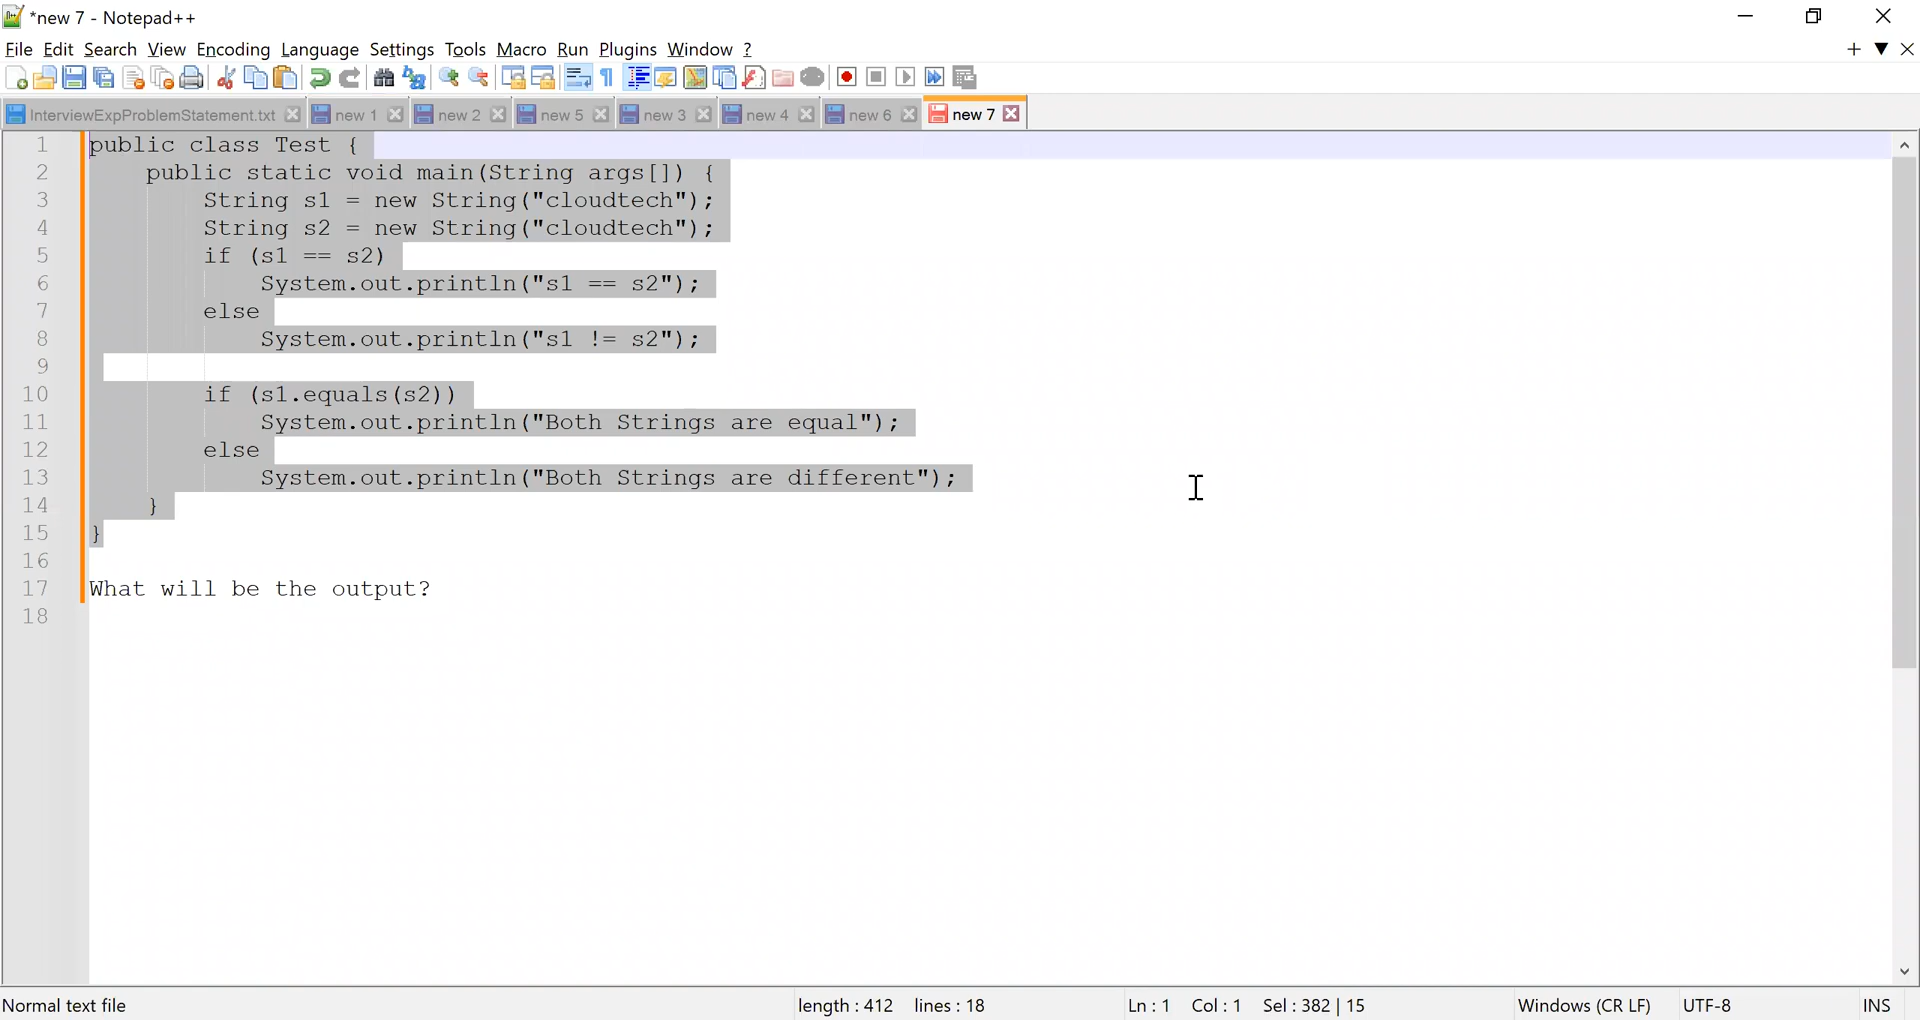 *new 7 - Notepad++
File Edit Search View Encoding Language Settings Tools Macro Run Plugins Window ?
InterviewExpProblemStatement.txt new 1 new 2 new 5 new 3 new 4 new 6 new 7
1 public class Test {
2 public static void main(String args[]) {
3 String s1 = new String("cloudtech");
4 String s2 = new String("cloudtech");
5 if (s1 == s2)
6 System.out.println("s1 == s2");
7 else
8 System.out.println("s1 != s2");
9
10 if (s1.equals(s2))
11 System.out.println("Both Strings are equal");
12 else
13 System.out.println("Both Strings are different");
14 }
15 }
16
17 What will be the output?
18
Normal text file length : 412 lines : 18 Ln : 1 Col : 1 Sel : 382 | 15 Windows (CR LF) UTF-8 INS